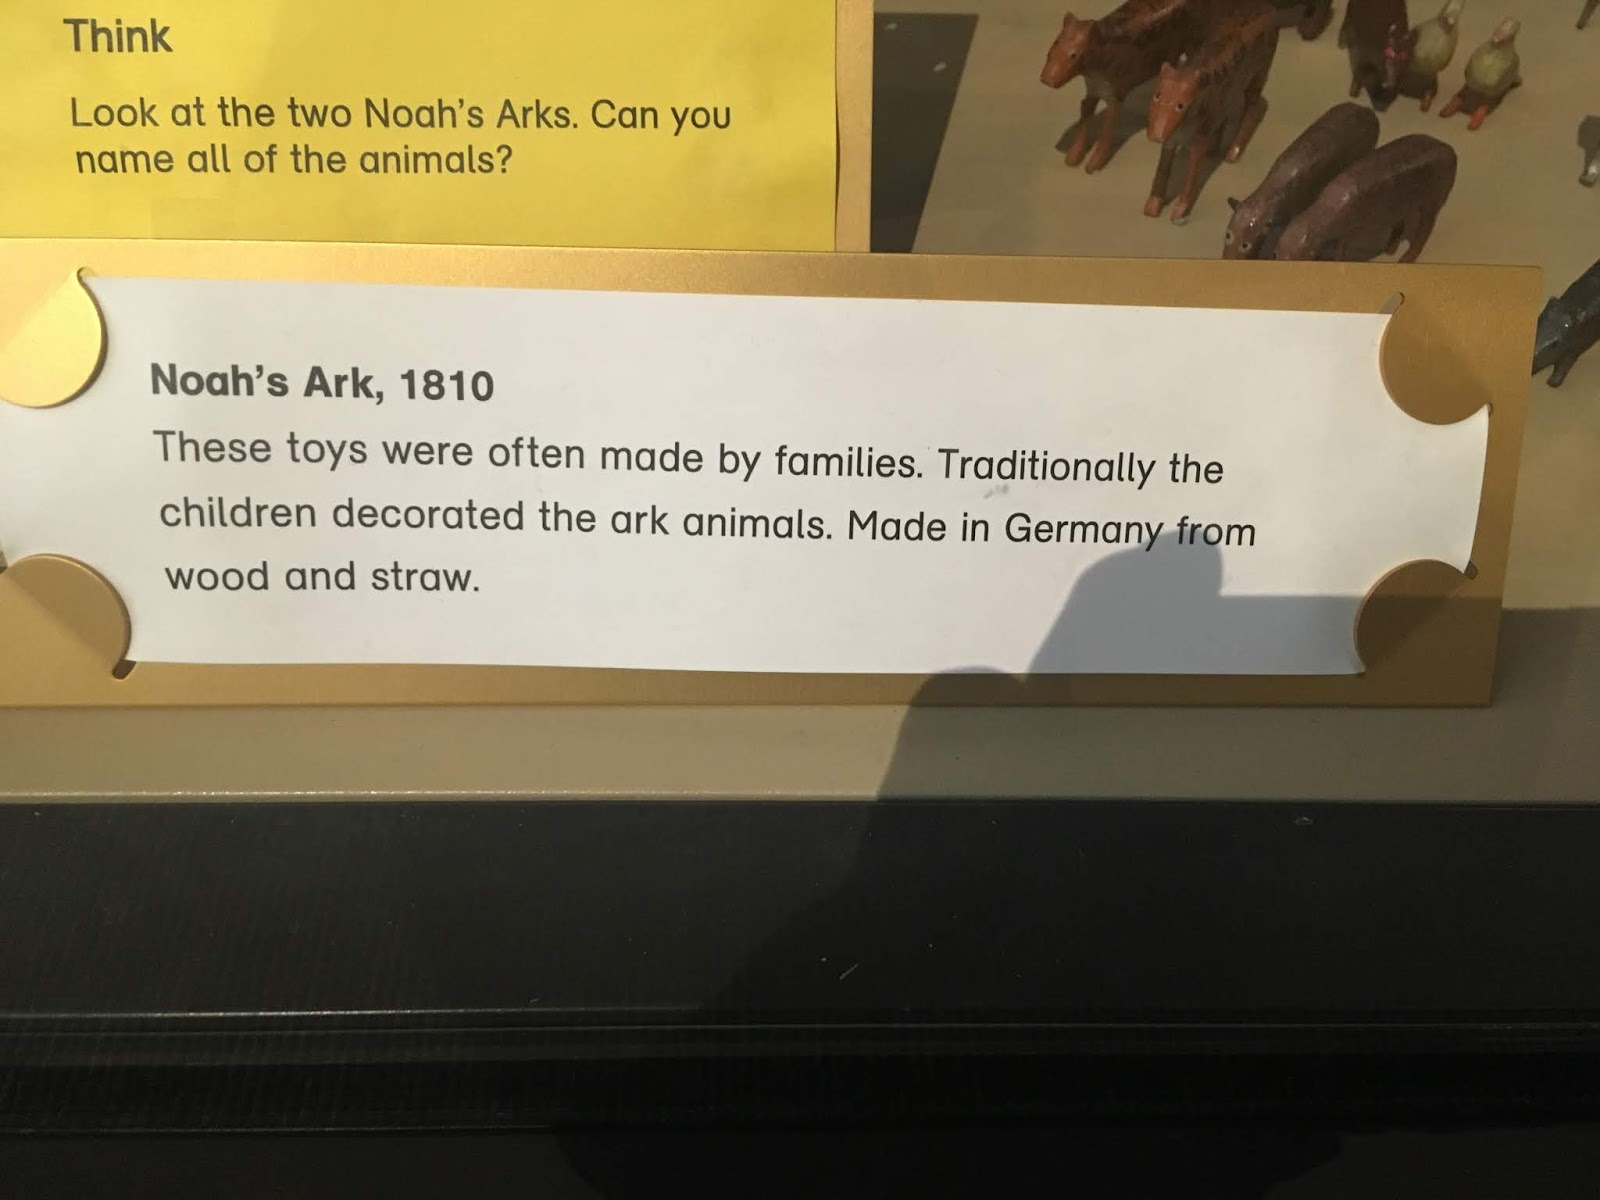 Think
Look at the two Noah's Arks. Can you
name all of the animals?
Noah's Ark, 1810
These toys were often made by families. Traditionally the
children decorated the ark animals. Made in Germany from
wood and straw.